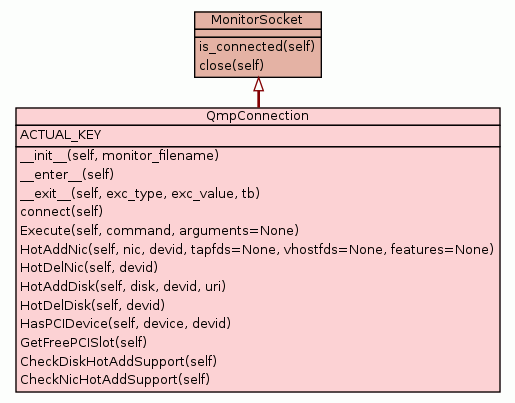 MonitorSocket
is_connected(self)
close(self)
QmpConnection
ACTUAL_KEY
__init__(self, monitor_filename)
__enter__(self)
__exit__(self, exc_type, exc_value, tb)
connect(self)
Execute(self, command, arguments=None)
HotAddNic(self, nic, devid, tapfds=None, vhostfds=None, features=None)
HotDelNic(self, devid)
HotAddDisk(self, disk, devid, uri)
HotDelDisk(self, devid)
HasPCIDevice(self, device, devid)
GetFreePCISlot(self)
CheckDiskHotAddSupport(self)
CheckNicHotAddSupport(self)